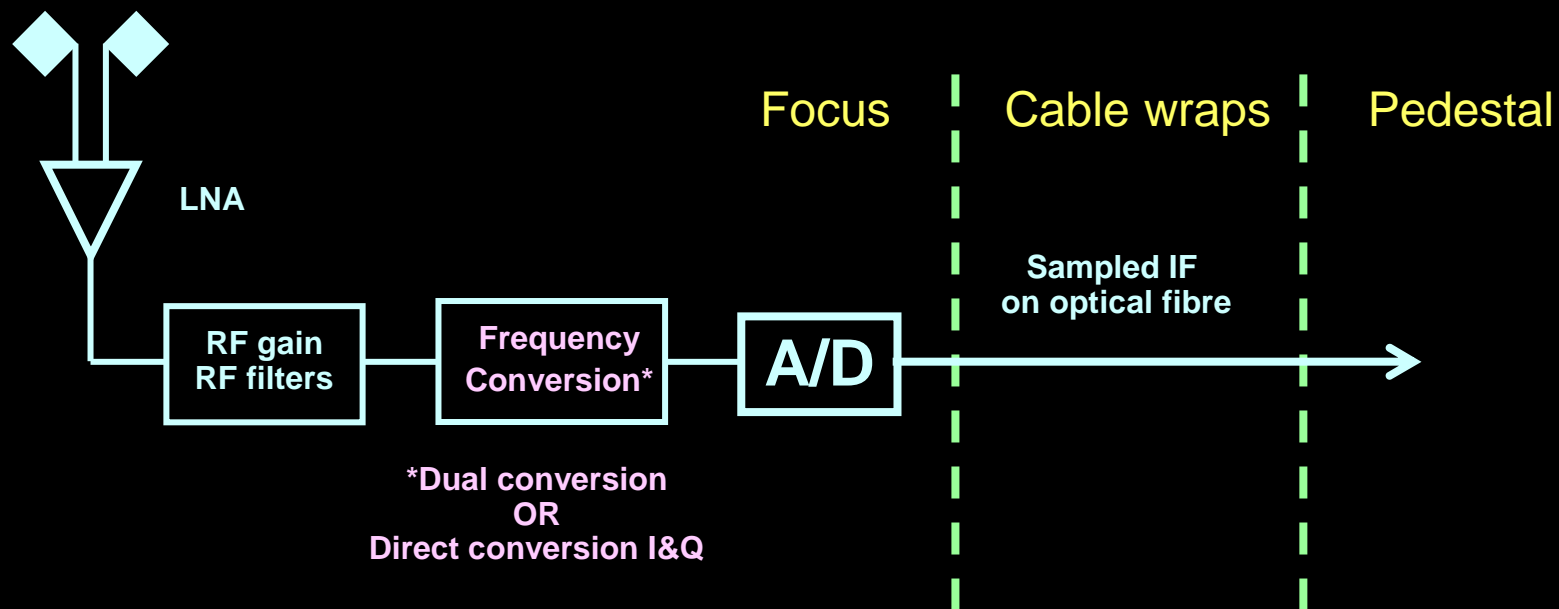 Focus
Cable wraps
Pedestal
LNA
Sampled IF
on optical fibre
RF gain
RF filters
Frequency
Conversion*
A/D
*Dual conversion
OR
Direct conversion I&Q